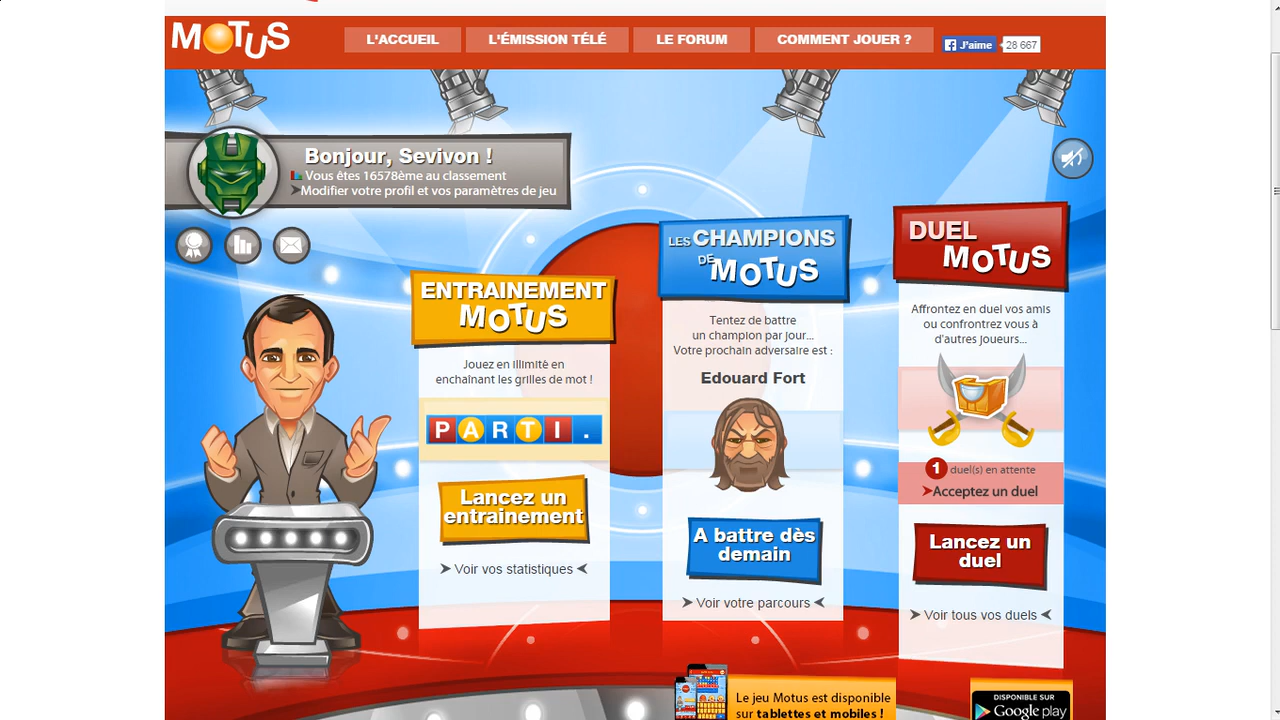 MOTUS
L'ACCUEIL
L'ÉMISSION TÉLÉ
LE FORUM
COMMENT JOUER ?
J'aime
28 667
Bonjour, Sevivon !
Vous êtes 16578ème au classement
Modifier votre profil et vos paramètres de jeu
ENTRAINEMENT
MOTUS
Jouez en illimité en
enchaînant les grilles de mot !
PARTI.
Lancez un
entrainement
Voir vos statistiques
LES CHAMPIONS
DE MOTUS
Tentez de battre
un champion par jour...
Votre prochain adversaire est :
Edouard Fort
A battre dès
demain
Voir votre parcours
DUEL
MOTUS
Affrontez en duel vos amis
ou confrontrez vous à
d'autres joueurs...
1 duel(s) en attente
Acceptez un duel
Lancez un
duel
Voir tous vos duels
Le jeu Motus est disponible
sur tablettes et mobiles !
DISPONIBLE SUR
Google play